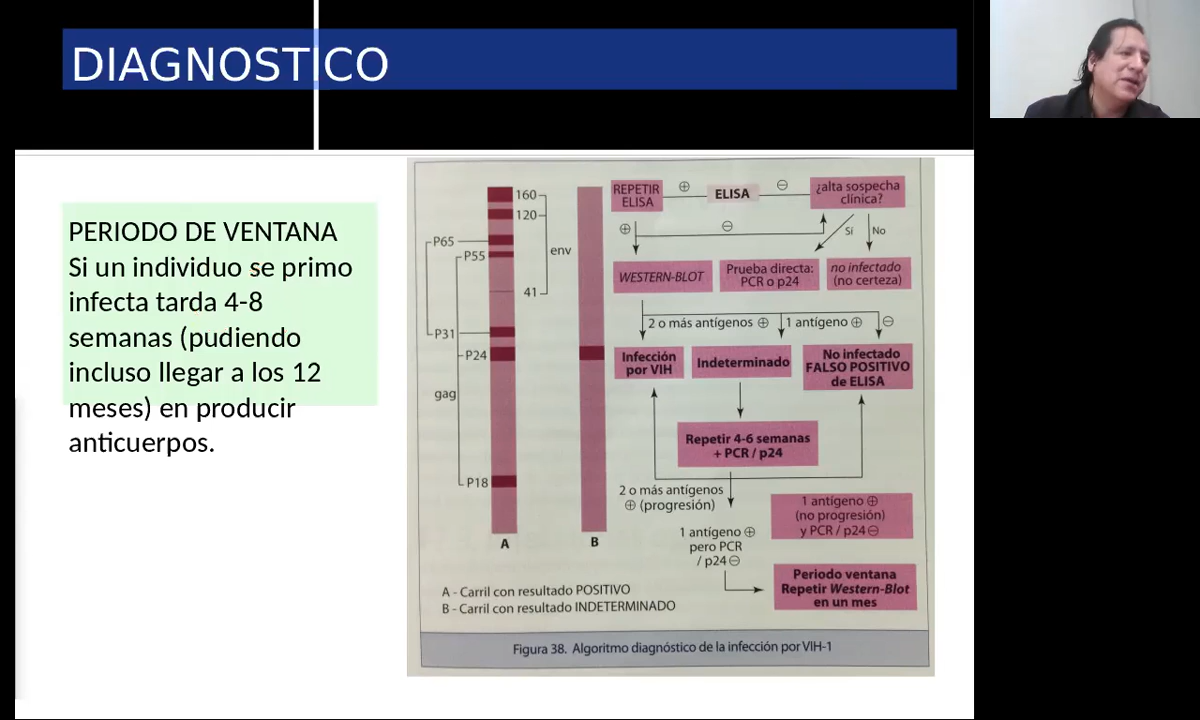 DIAGNOSTICO
PERIODO DE VENTANA
Si un individuo se primo
infecta tarda 4-8
semanas (pudiendo
incluso llegar a los 12
meses) en producir
anticuerpos.
160
120
P65
P55
env
41
P31
P24
gag
P18
A
B
REPETIR
ELISA
⊕
ELISA
⊖
¿alta sospecha
clínica?
⊕
⊖
Sí
No
WESTERN-BLOT
Prueba directa:
PCR o p24
no infectado
(no certeza)
2 o más antígenos ⊕
1 antígeno ⊕
⊖
Infección
por VIH
Indeterminado
No infectado
FALSO POSITIVO
de ELISA
Repetir 4-6 semanas
+ PCR / p24
2 o más antígenos
⊕ (progresión)
1 antígeno ⊕
(no progresión)
y PCR / p24 ⊖
1 antígeno ⊕
pero PCR
/ p24 ⊖
Periodo ventana
Repetir Western-Blot
en un mes
A - Carril con resultado POSITIVO
B - Carril con resultado INDETERMINADO
Figura 38. Algoritmo diagnóstico de la infección por VIH-1